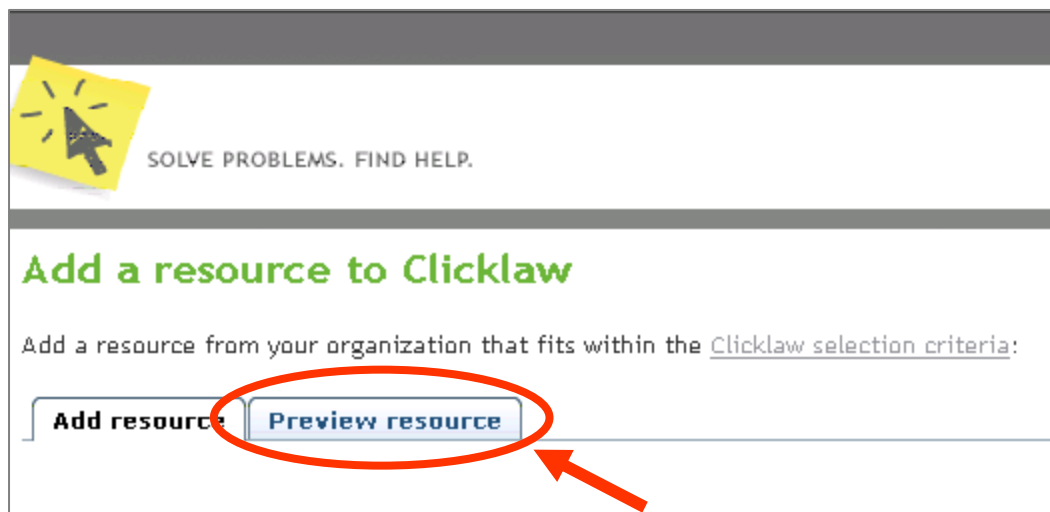 SOLVE PROBLEMS. FIND HELP.
Add a resource to Clicklaw
Add a resource from your organization that fits within the Clicklaw selection criteria:
Add resource Preview resource